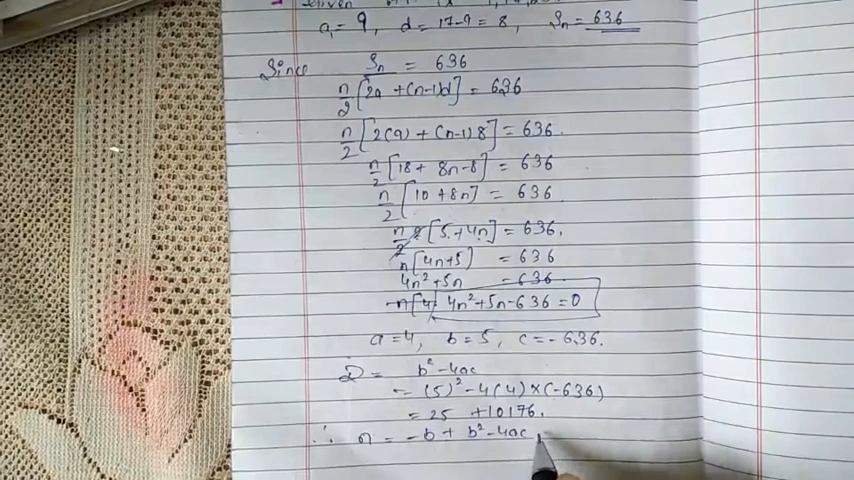 Given
a₁ = 9, d = 17-9 = 8, Sn = 636
Since Sn = 636
n/2 [2a + (n-1)d] = 636
n/2 [2(9) + (n-1)8] = 636.
n/2 [18 + 8n-8] = 636
n/2 [10 + 8n] = 636
n/2 2[5+4n] = 636.
n[4n+5] = 636
4n²+5n = 636
4n²+5n-636 = 0
a=4, b=5, c=-636.
D = b²-4ac
= (5)²-4(4)×(-636)
= 25 +10176.
∴ n = -b + b²-4ac